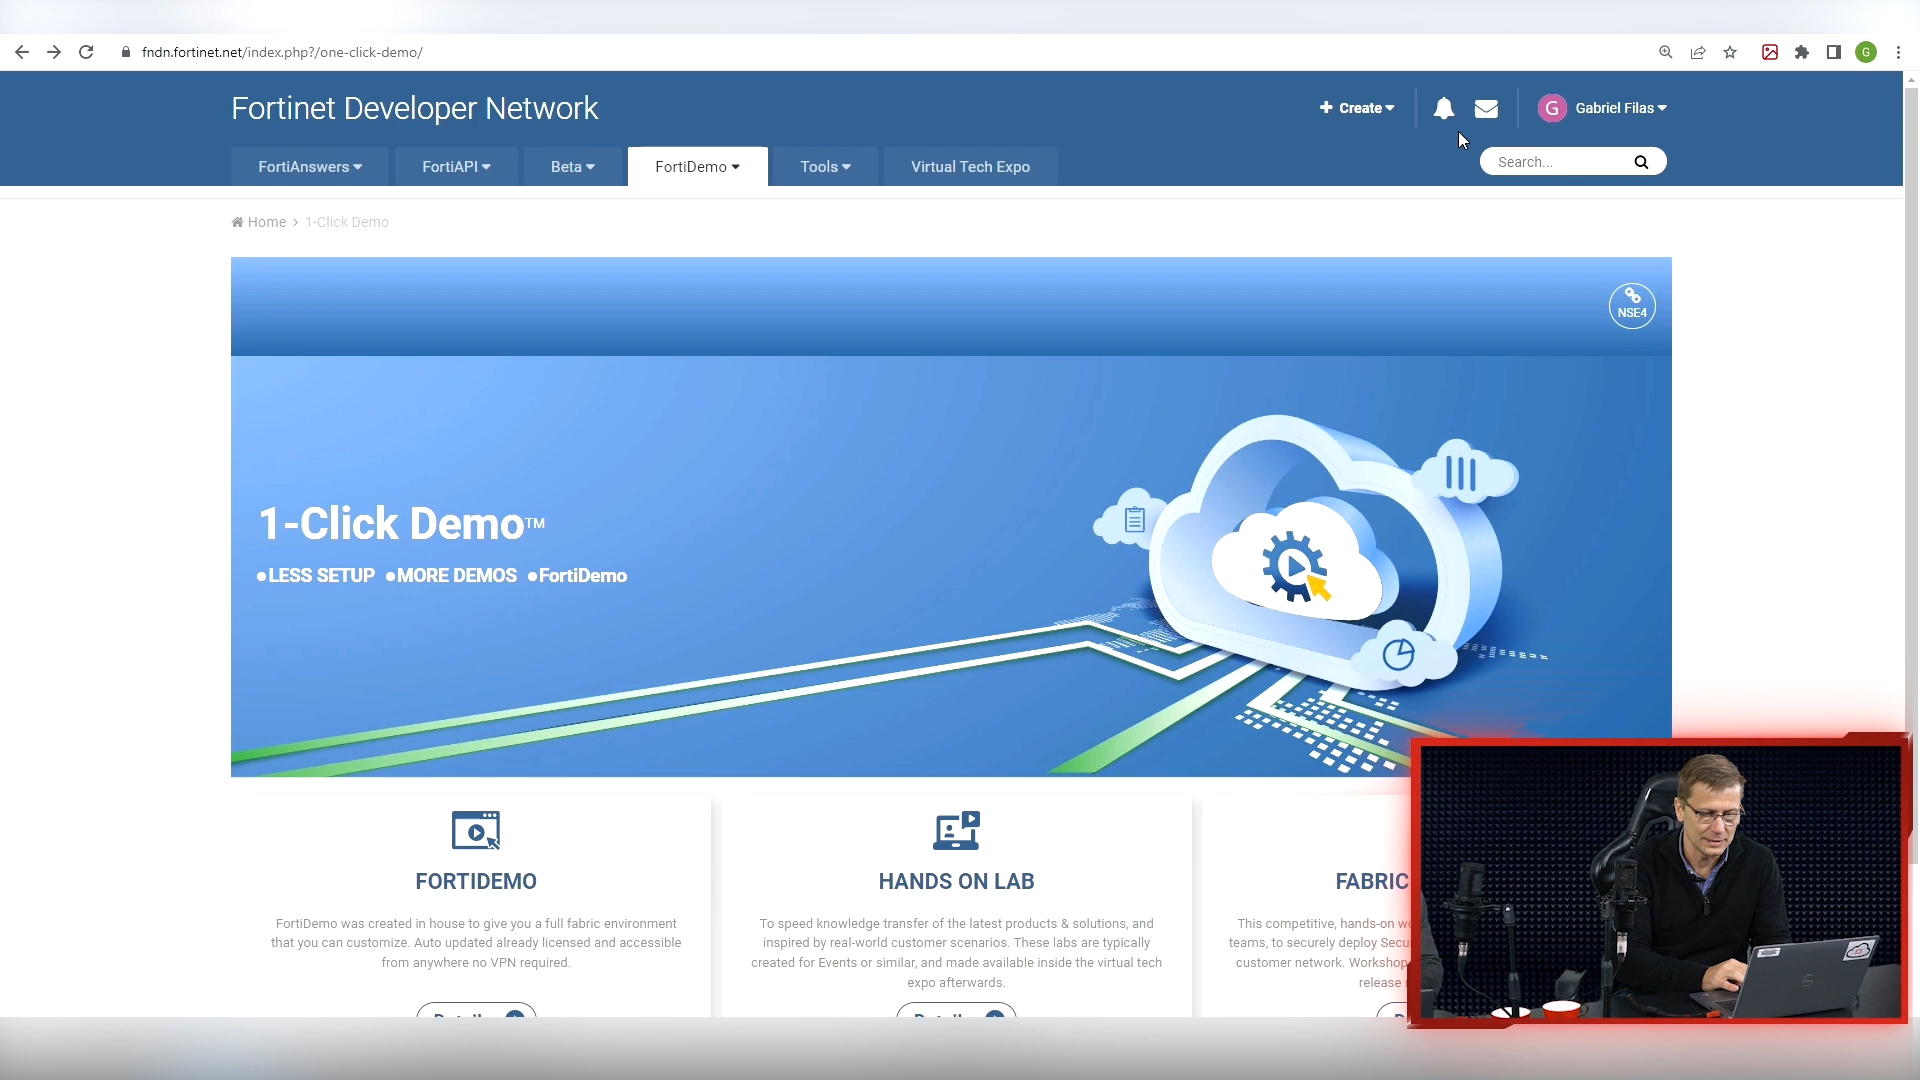 fndn.fortinet.net/index.php?/one-click-demo/
G
Fortinet Developer Network
Create
G
Gabriel Filas
FortiAnswers
FortiAPI
Beta
FortiDemo
Tools
Virtual Tech Expo
Search...
Home > 1-Click Demo
NSE4
1-Click Demo™
●LESS SETUP ●MORE DEMOS ●FortiDemo
FORTIDEMO
FortiDemo was created in house to give you a full fabric environment
that you can customize. Auto updated already licensed and accessible
from anywhere no VPN required.
HANDS ON LAB
To speed knowledge transfer of the latest products & solutions, and
inspired by real-world customer scenarios. These labs are typically
created for Events or similar, and made available inside the virtual tech
expo afterwards.
FABRIC
This competitive, hands-on
teams, to securely deploy
customer network. Workshop
release